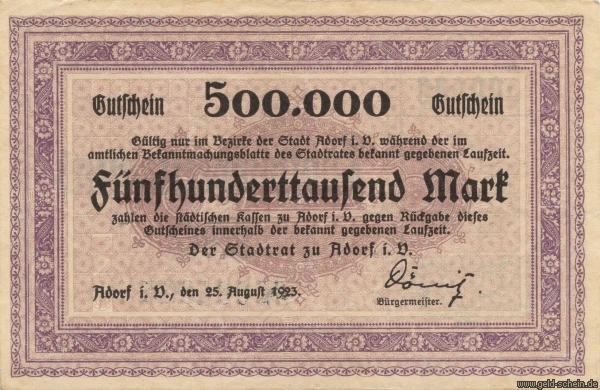 Gutschein 500.000 Gutschein
Gültig nur im Bezirke der Stadt Adorf i. V. während der im
amtlichen Bekanntmachungsblatte des Stadtrates bekannt gegebenen Laufzeit.
Fünfhunderttausend Mark
zahlen die städtischen Kassen zu Adorf i. V. gegen Rückgabe dieses
Gutscheines innerhalb der bekannt gegebenen Laufzeit.
Der Stadtrat zu Adorf i. V.
Adorf i. V., den 25. August 1923.
Bürgermeister.
www.geld-schein.de